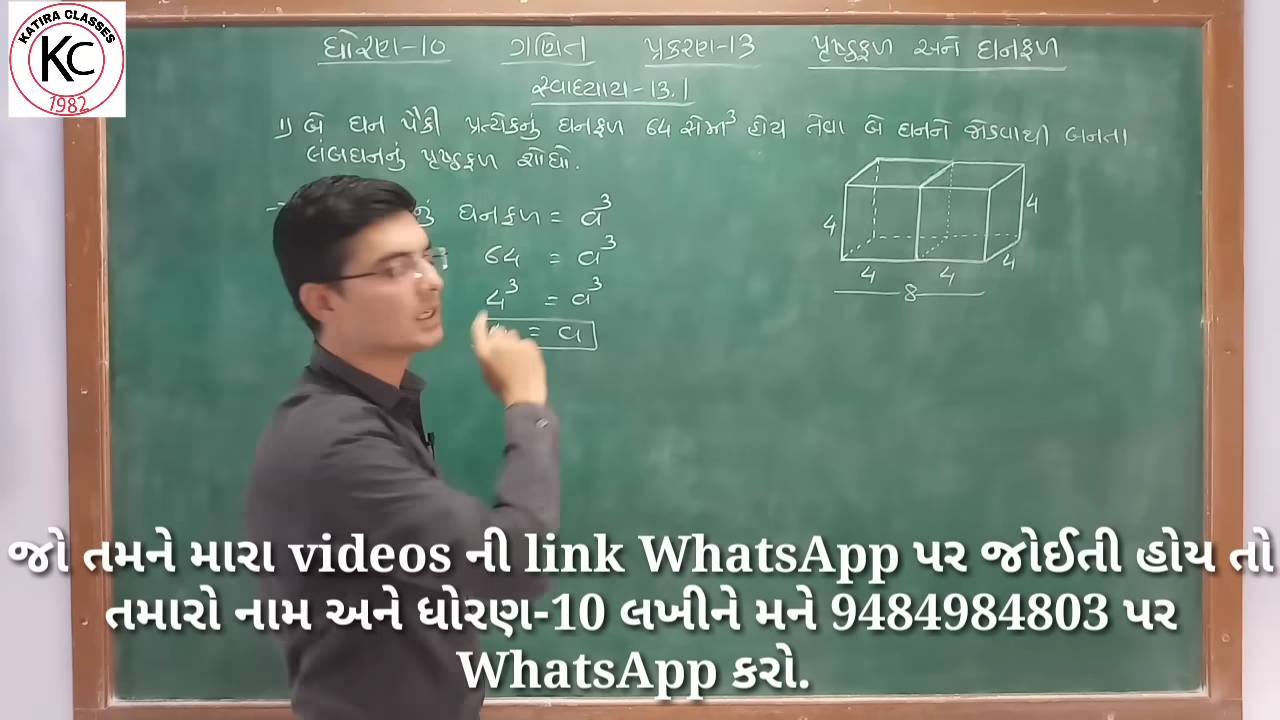 KATIRA CLASSES
KC
1982
ધોરણ-10 ગણિત પ્રકરણ-13 પૃષ્ઠફળ અને ઘનફળ
સ્વાધ્યાય-13.1
1) બે ઘન પૈકી પ્રત્યેકનું ઘનફળ 64 સેમી³ હોય તેવા બે ઘનને જોડવાથી બનતા
લંબઘનનું પૃષ્ઠફળ શોધો.
ઘનફળ = a³
64 = a³
4³ = a³
= a
4 4
4 4 4
8
જો તમને મારા videos ની link WhatsApp પર જોઈતી હોય તો
તમારો નામ અને ધોરણ-10 લખીને મને 9484984803 પર
WhatsApp કરો.